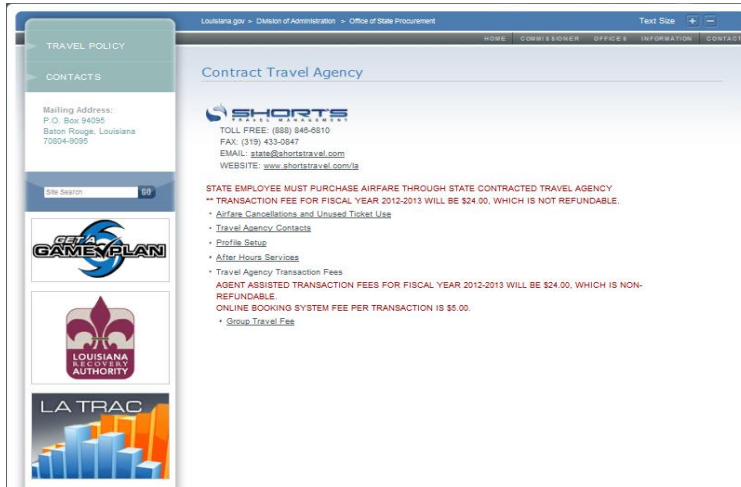 Louisiana.gov > Division of Administration > Office of State Procurement
Text Size + −
HOME COMMISSIONER OFFICES INFORMATION CONTACT
TRAVEL POLICY
CONTACTS
Mailing Address:
P.O. Box 94095
Baton Rouge, Louisiana
70804-9095
Site Search GO
GET A
GAMEPLAN
LOUISIANA
RECOVERY
AUTHORITY
LA TRAC
Contract Travel Agency
SHORT'S
TRAVEL MANAGEMENT
TOLL FREE: (888) 846-6810
FAX: (319) 433-0847
EMAIL: state@shortstravel.com
WEBSITE: www.shortstravel.com/la
STATE EMPLOYEE MUST PURCHASE AIRFARE THROUGH STATE CONTRACTED TRAVEL AGENCY
** TRANSACTION FEE FOR FISCAL YEAR 2012-2013 WILL BE $24.00, WHICH IS NOT REFUNDABLE.
• Airfare Cancellations and Unused Ticket Use
• Travel Agency Contacts
• Profile Setup
• After Hours Services
• Travel Agency Transaction Fees
AGENT ASSISTED TRANSACTION FEES FOR FISCAL YEAR 2012-2013 WILL BE $24.00, WHICH IS NON-
REFUNDABLE.
ONLINE BOOKING SYSTEM FEE PER TRANSACTION IS $5.00.
• Group Travel Fee